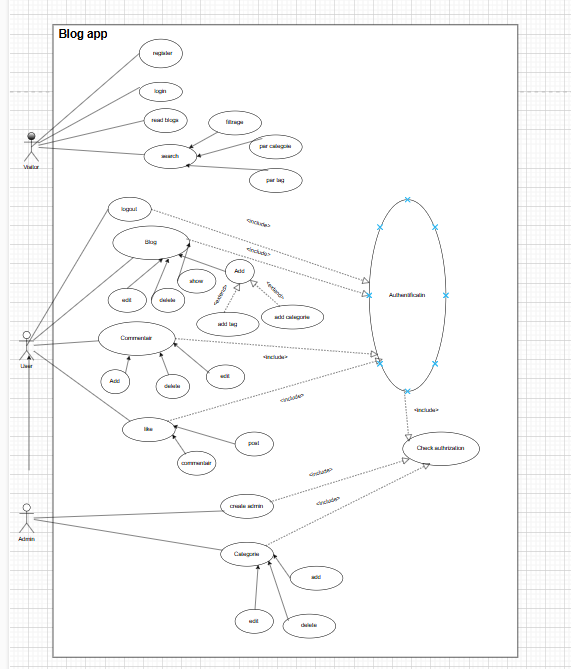 Blog app
register
login
read blogs
filtrage
par categorie
search
par tag
Visitor
logout
<include>
Blog
<include>
Add
show
edit
delete
<extend>
<extend>
add tag
add categorie
Authentificatin
Commentair
<include>
User
Add
delete
edit
<include>
like
<include>
post
commentair
Check authrization
<include>
create admin
<include>
Admin
Categorie
add
edit
delete